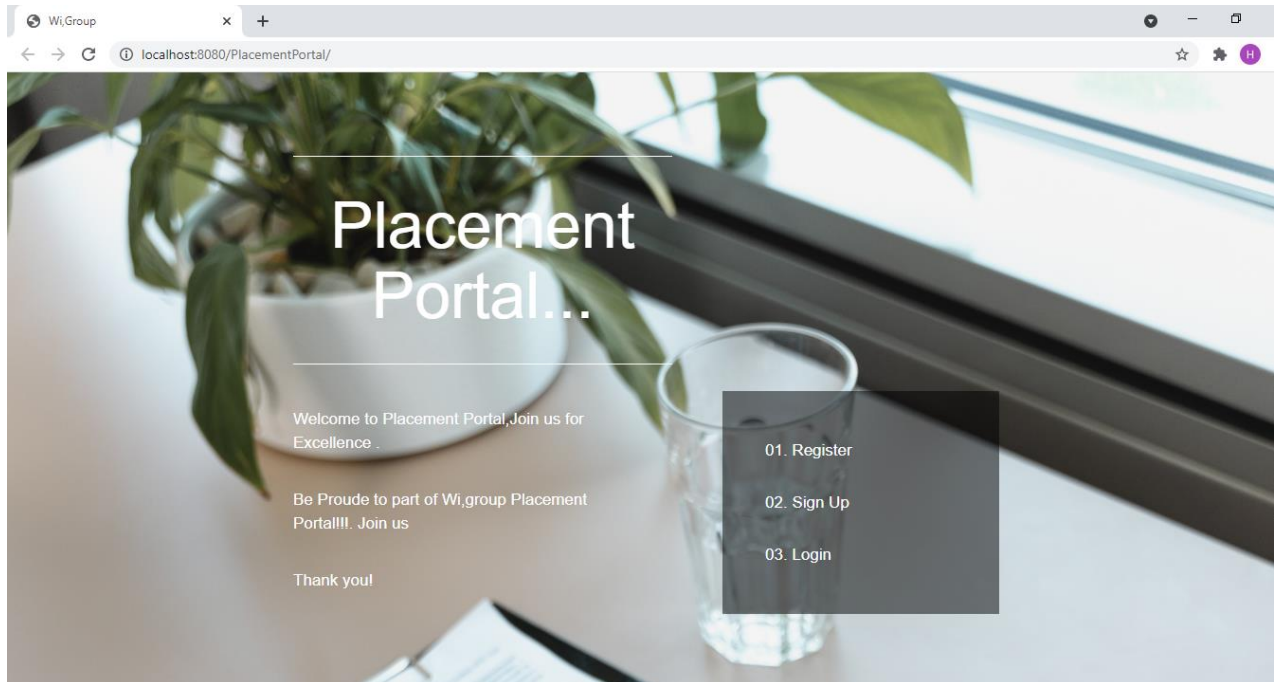 Wi,Group
localhost:8080/PlacementPortal/
H
Placement
Portal...
Welcome to Placement Portal,Join us for
Excellence .
Be Proude to part of Wi,group Placement
Portal!!!. Join us
Thank you!
01. Register
02. Sign Up
03. Login